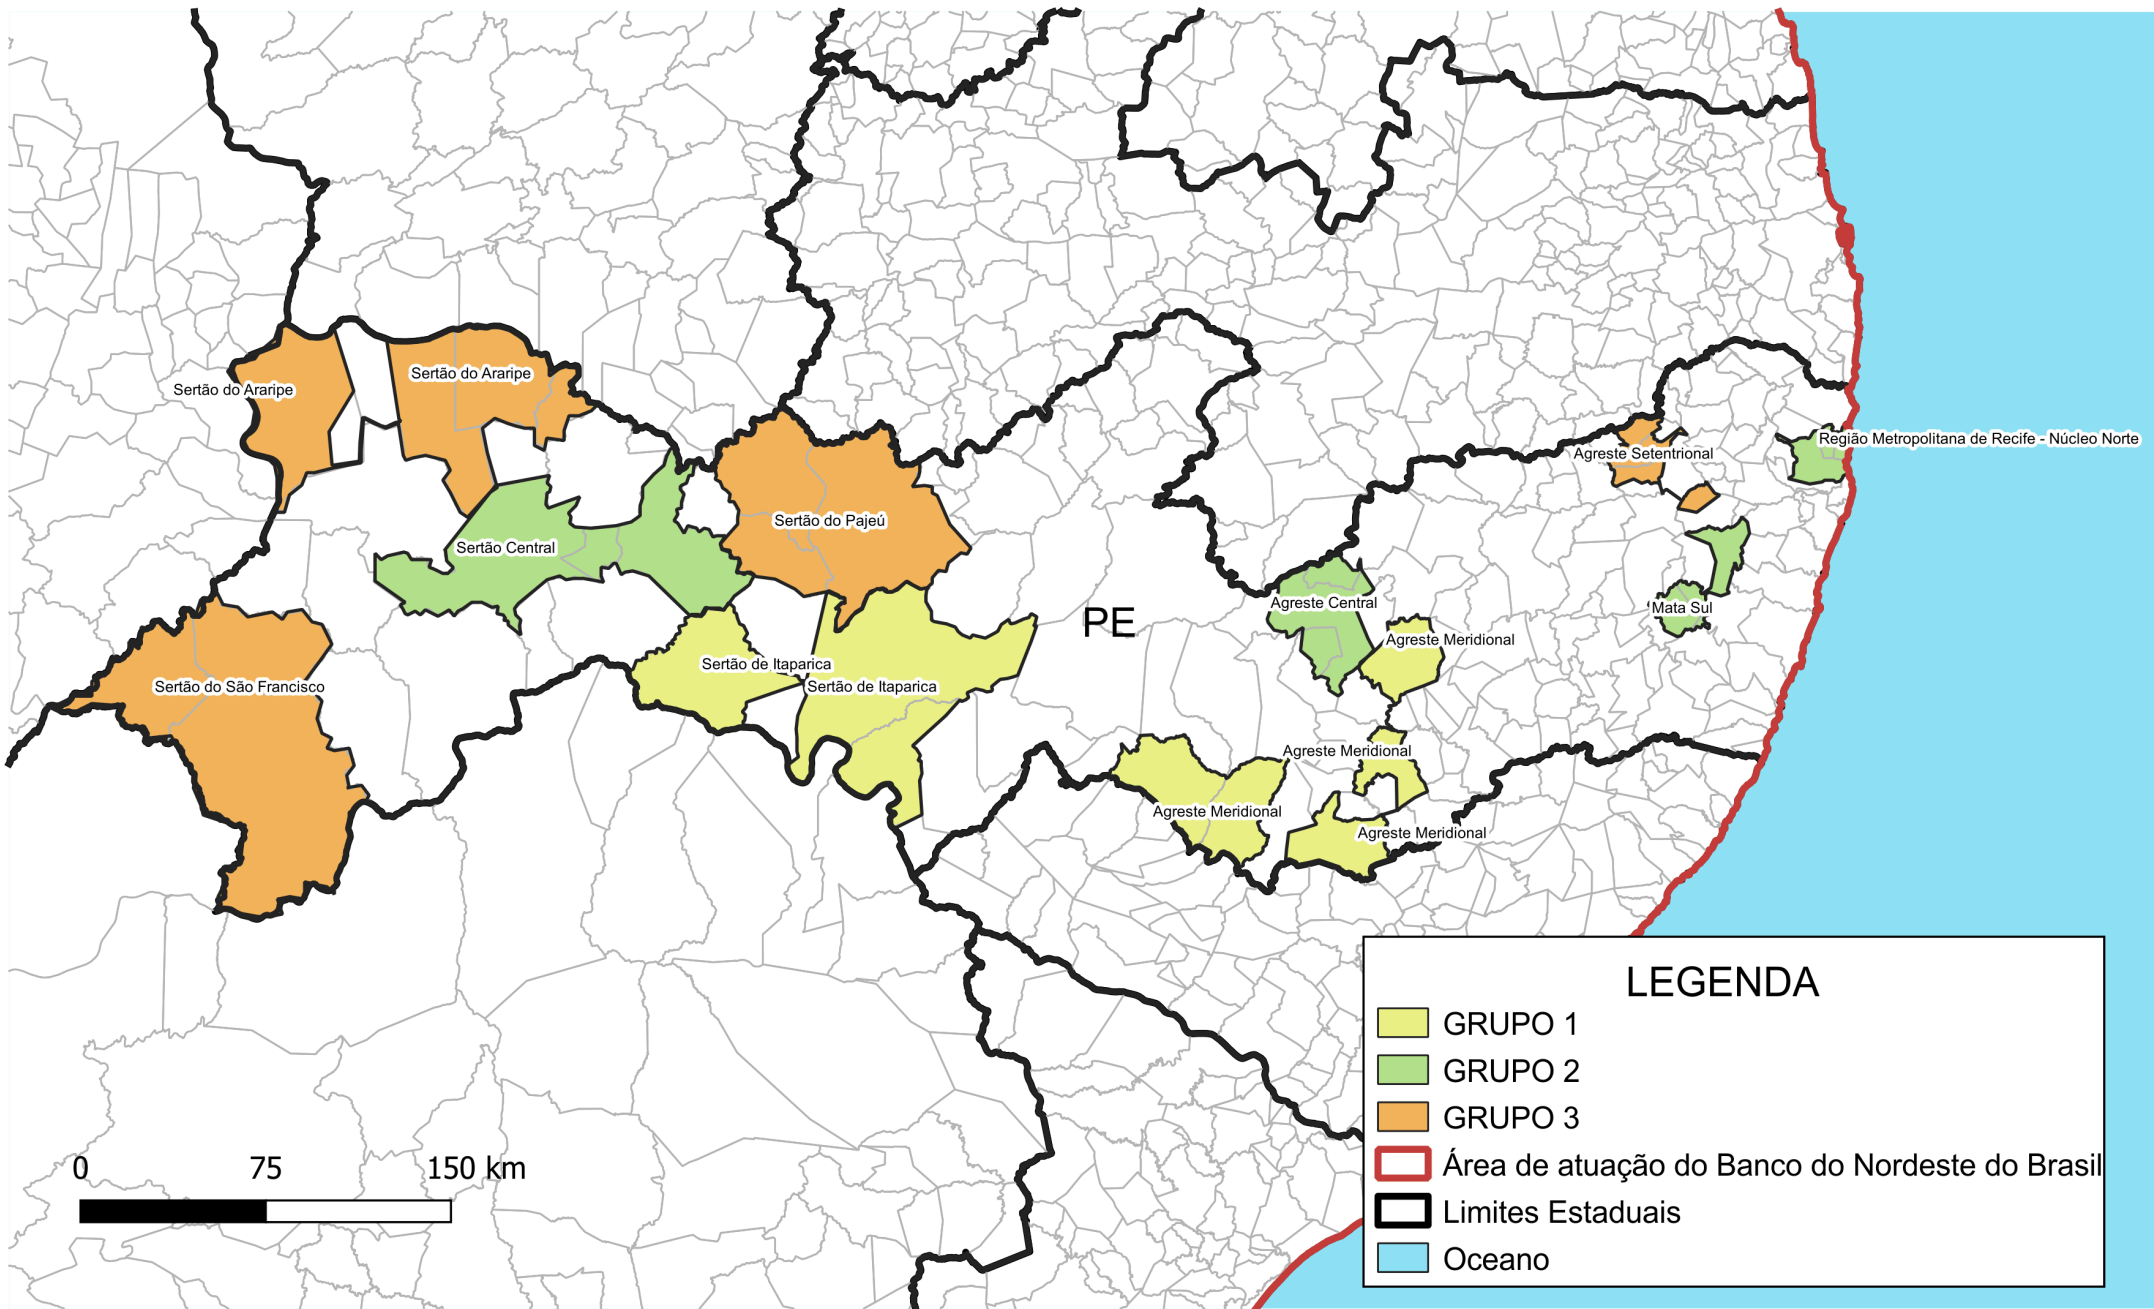 Sertão do Araripe
Sertão do Araripe
Região Metropolitana de Recife - Núcleo Norte
Agreste Setentrional
Sertão do Pajeú
Sertão Central
Agreste Central
Mata Sul
PE
Agreste Meridional
Sertão de Itaparica
Sertão de Itaparica
Sertão do São Francisco
Agreste Meridional
Agreste Meridional
Agreste Meridional
LEGENDA
GRUPO 1
GRUPO 2
GRUPO 3
Área de atuação do Banco do Nordeste do Brasil
Limites Estaduais
Oceano
0 75 150 km